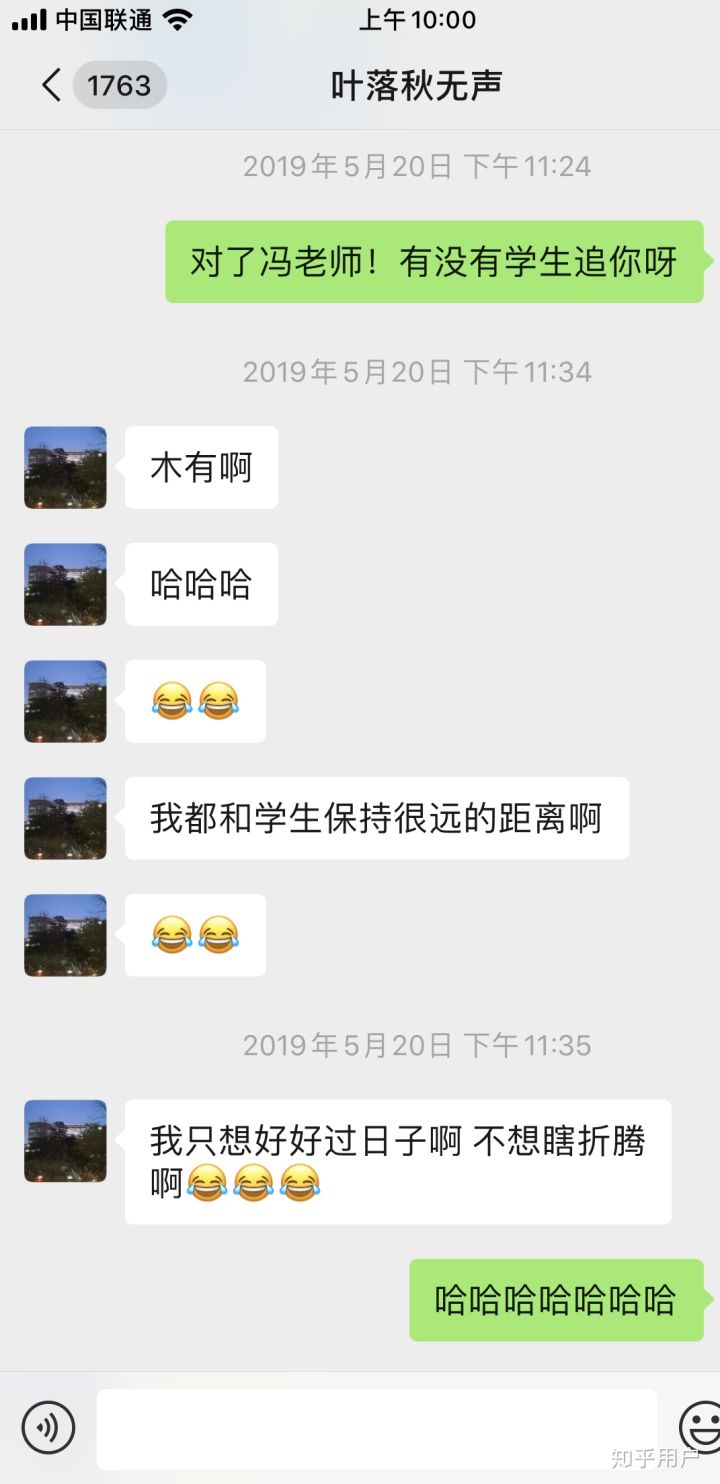 中国联通
上午10:00
1763
叶落秋无声
2019年5月20日 下午11:24
对了冯老师！有没有学生追你呀
2019年5月20日 下午11:34
木有啊
哈哈哈
😂😂
我都和学生保持很远的距离啊
😂😂
2019年5月20日 下午11:35
我只想好好过日子啊 不想瞎折腾
啊😂😂😂
哈哈哈哈哈哈哈
知乎用户